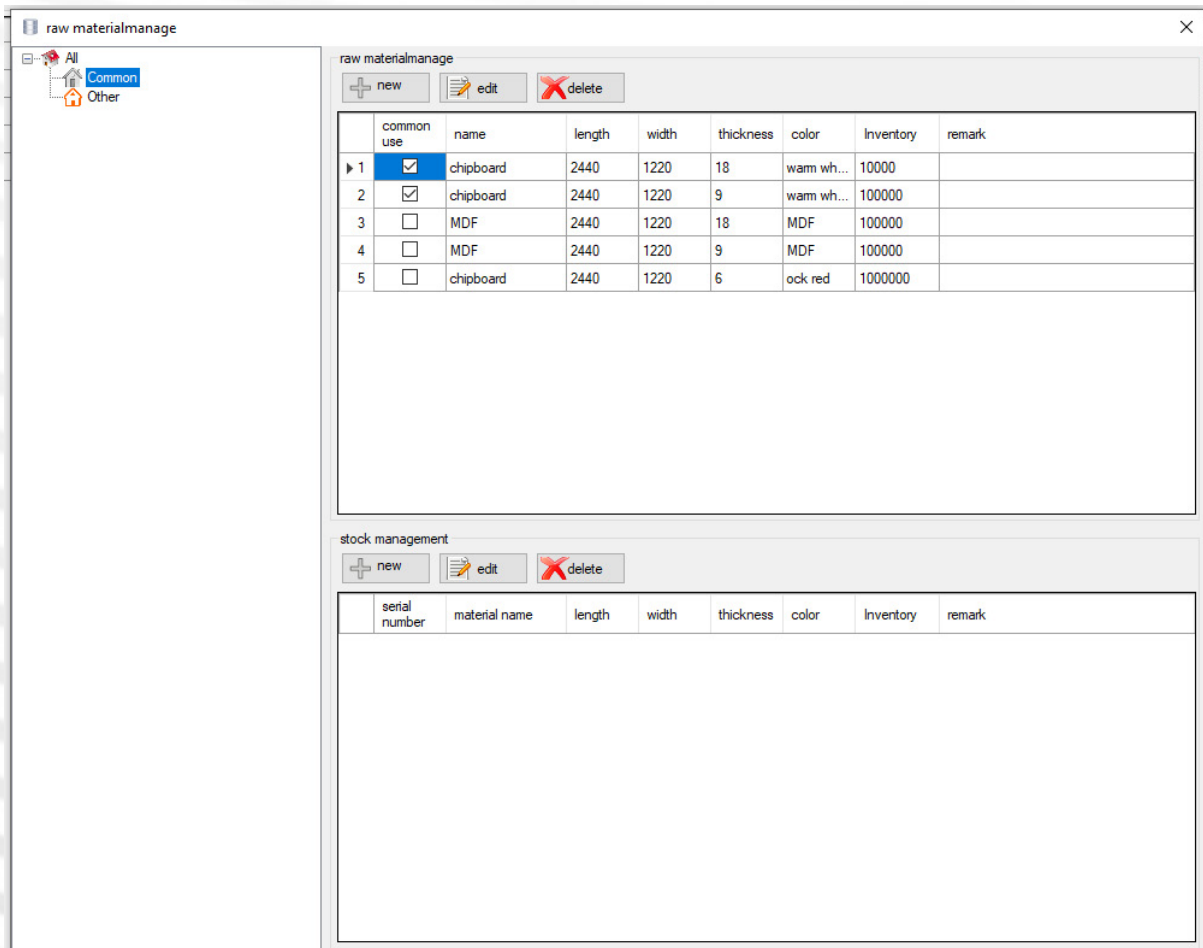 raw materialmanage
All
Common
Other
raw materialmanage
new edit delete
common use name length width thickness color Inventory remark
1 chipboard 2440 1220 18 warm wh... 10000
2 chipboard 2440 1220 9 warm wh... 100000
3 MDF 2440 1220 18 MDF 100000
4 MDF 2440 1220 9 MDF 100000
5 chipboard 2440 1220 6 ock red 1000000
stock management
new edit delete
serial number material name length width thickness color Inventory remark